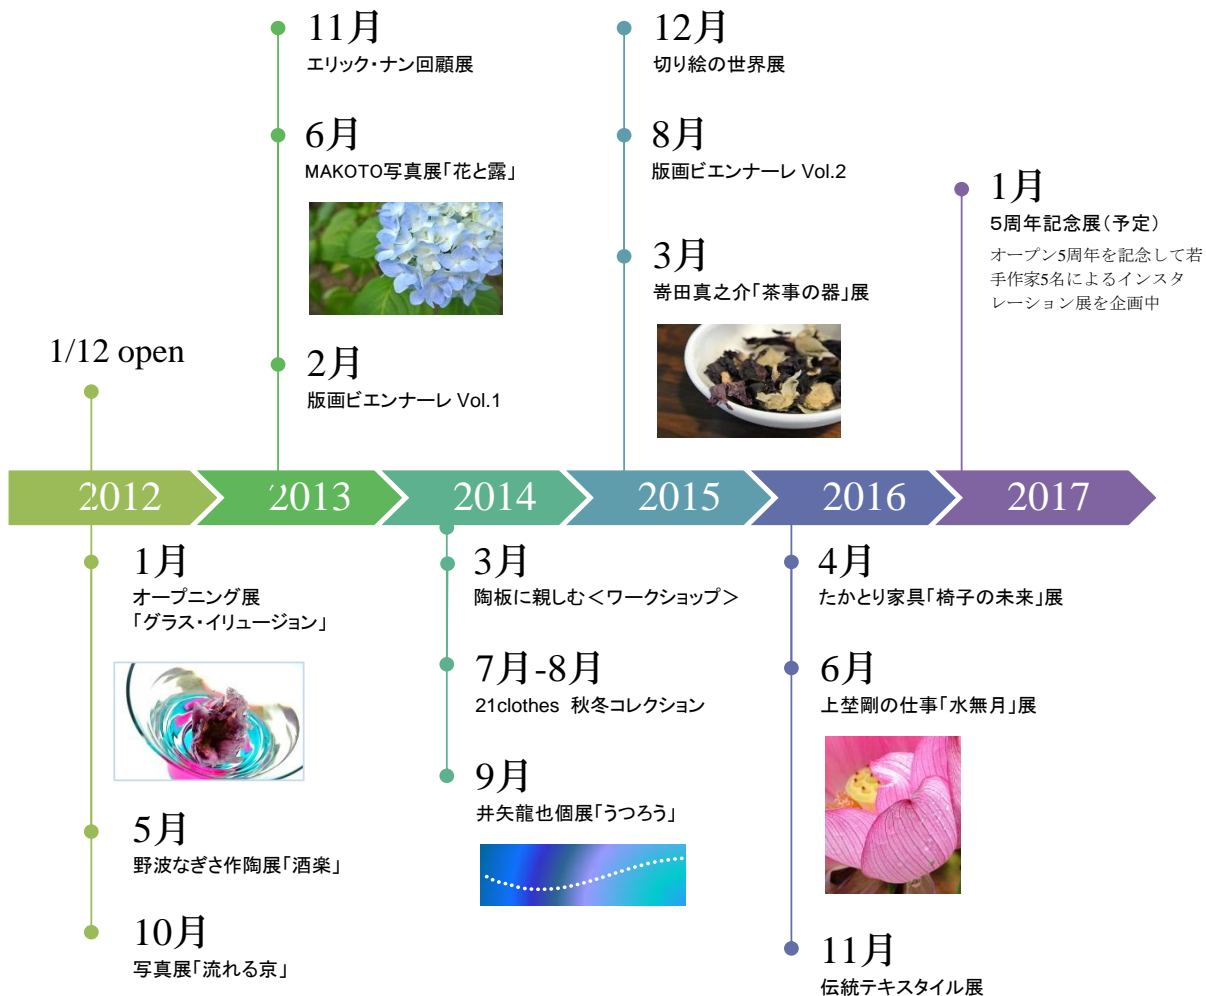 11月
エリック・ナン回顧展
6月
MAKOTO写真展「花と露」
2月
版画ビエンナーレ Vol.1
12月
切り絵の世界展
8月
版画ビエンナーレ Vol.2
3月
嵜田真之介「茶事の器」展
1月
5周年記念展（予定）
オープン5周年を記念して若
手作家5名によるインスタ
レーション展を企画中
1/12 open
2012
2013
2014
2015
2016
2017
1月
オープニング展
「グラス・イリュージョン」
5月
野波なぎさ作陶展「酒楽」
10月
写真展「流れる京」
3月
陶板に親しむ＜ワークショップ＞
7月-8月
21clothes 秋冬コレクション
9月
井矢龍也個展「うつろう」
4月
たかとり家具「椅子の未来」展
6月
上埜剛の仕事「水無月」展
11月
伝統テキスタイル展